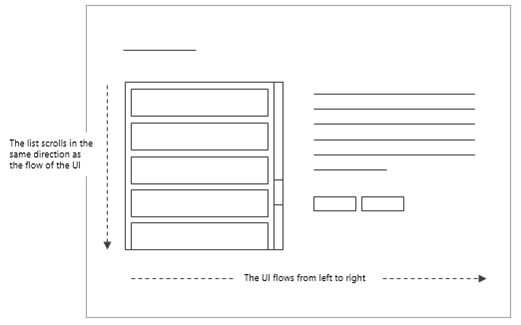 The list scrolls in the
same direction as
the flow of the UI
The UI flows from left to right